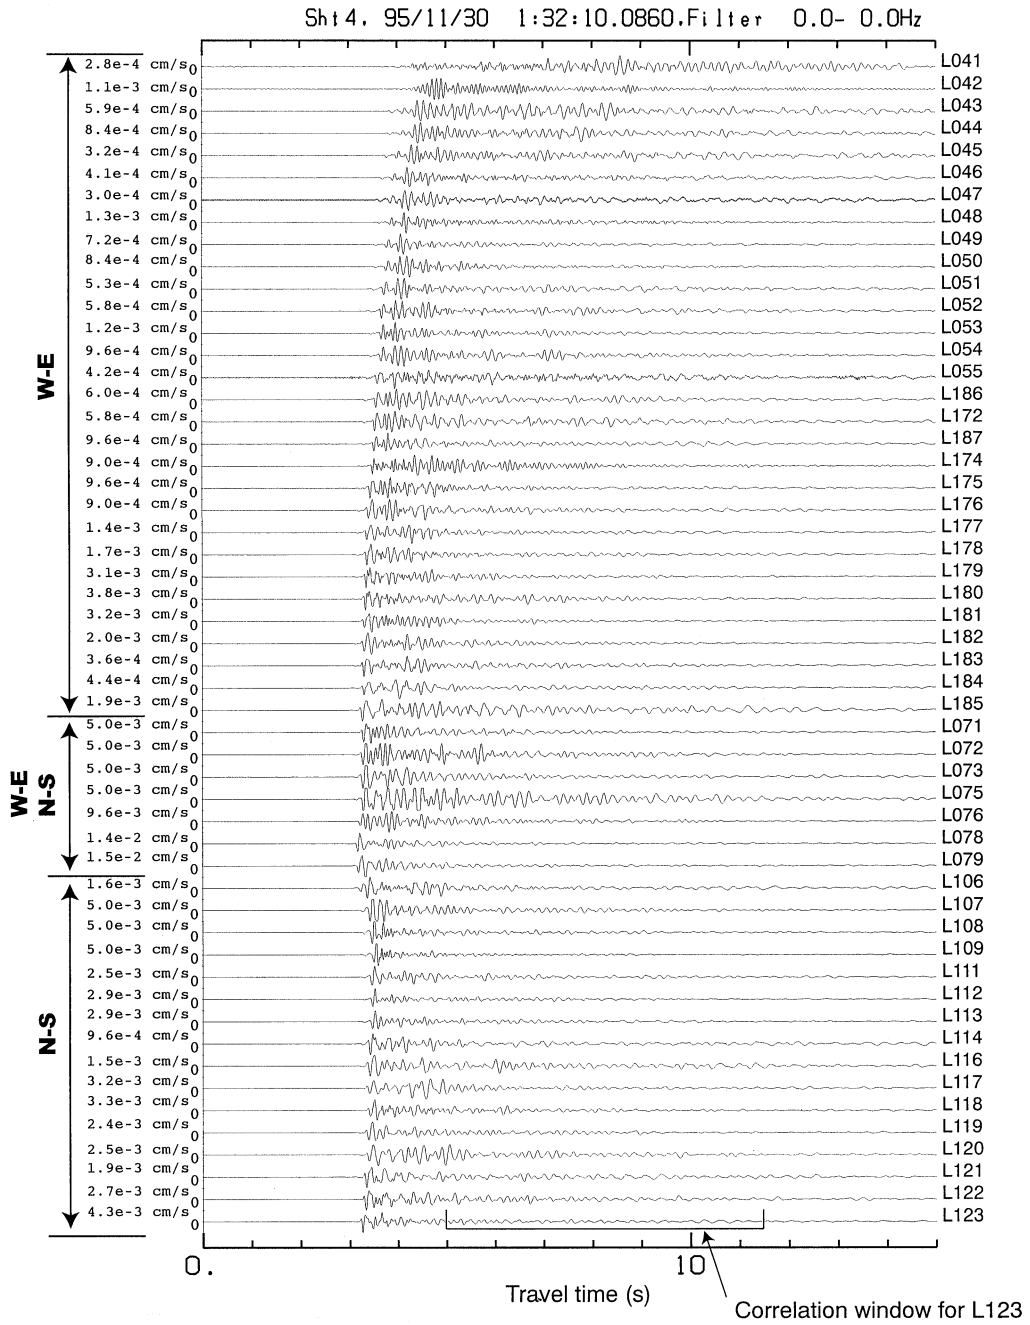 Sht4, 95/11/30 1:32:10.0860,Filter 0.0- 0.0Hz
2.8e-4 cm/s 0 L041
1.1e-3 cm/s 0 L042
5.9e-4 cm/s 0 L043
8.4e-4 cm/s 0 L044
3.2e-4 cm/s 0 L045
4.1e-4 cm/s 0 L046
3.0e-4 cm/s 0 L047
1.3e-3 cm/s 0 L048
7.2e-4 cm/s 0 L049
8.4e-4 cm/s 0 L050
5.3e-4 cm/s 0 L051
5.8e-4 cm/s 0 L052
1.2e-3 cm/s 0 L053
9.6e-4 cm/s 0 L054
W-E
4.2e-4 cm/s 0 L055
6.0e-4 cm/s 0 L186
5.8e-4 cm/s 0 L172
9.6e-4 cm/s 0 L187
9.0e-4 cm/s 0 L174
9.6e-4 cm/s 0 L175
9.0e-4 cm/s 0 L176
1.4e-3 cm/s 0 L177
1.7e-3 cm/s 0 L178
3.1e-3 cm/s 0 L179
3.8e-3 cm/s 0 L180
3.2e-3 cm/s 0 L181
2.0e-3 cm/s 0 L182
3.6e-4 cm/s 0 L183
4.4e-4 cm/s 0 L184
1.9e-3 cm/s 0 L185
5.0e-3 cm/s 0 L071
5.0e-3 cm/s 0 L072
5.0e-3 cm/s 0 L073
W-E
N-S
5.0e-3 cm/s 0 L075
9.6e-3 cm/s 0 L076
1.4e-2 cm/s 0 L078
1.5e-2 cm/s 0 L079
1.6e-3 cm/s 0 L106
5.0e-3 cm/s 0 L107
5.0e-3 cm/s 0 L108
5.0e-3 cm/s 0 L109
2.5e-3 cm/s 0 L111
2.9e-3 cm/s 0 L112
2.9e-3 cm/s 0 L113
N-S
9.6e-4 cm/s 0 L114
1.5e-3 cm/s 0 L116
3.2e-3 cm/s 0 L117
3.3e-3 cm/s 0 L118
2.4e-3 cm/s 0 L119
2.5e-3 cm/s 0 L120
1.9e-3 cm/s 0 L121
2.7e-3 cm/s 0 L122
4.3e-3 cm/s 0 L123
0. 10
Travel time (s)
Correlation window for L123